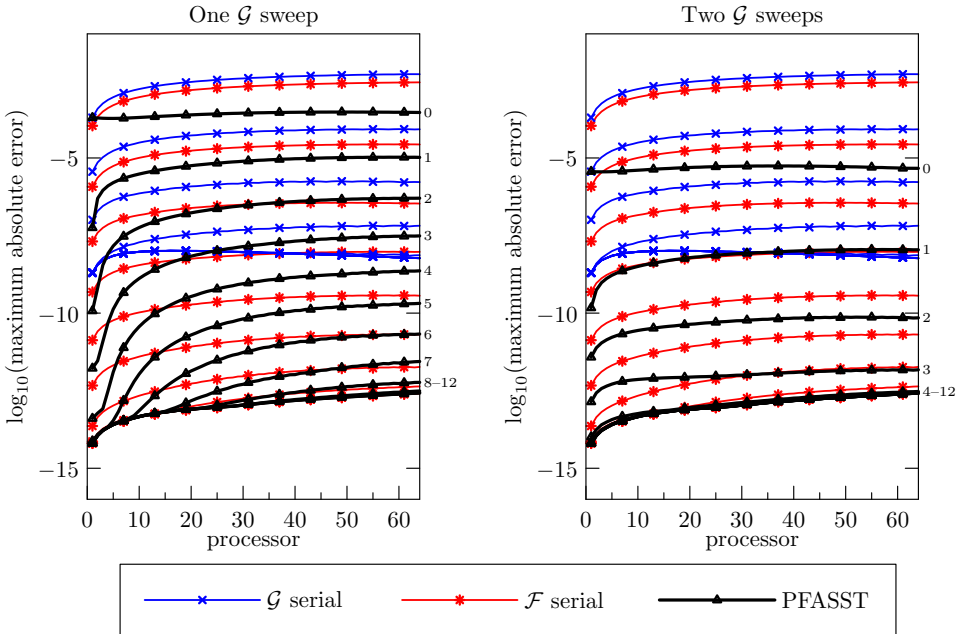 One 𝒢 sweep
log₁₀(maximum absolute error)
−5
−10
−15
0
1
2
3
4
5
6
7
8–12
0 10 20 30 40 50 60
processor
Two 𝒢 sweeps
log₁₀(maximum absolute error)
−5
−10
−15
0
1
2
3
4–12
0 10 20 30 40 50 60
processor
𝒢 serial ℱ serial PFASST